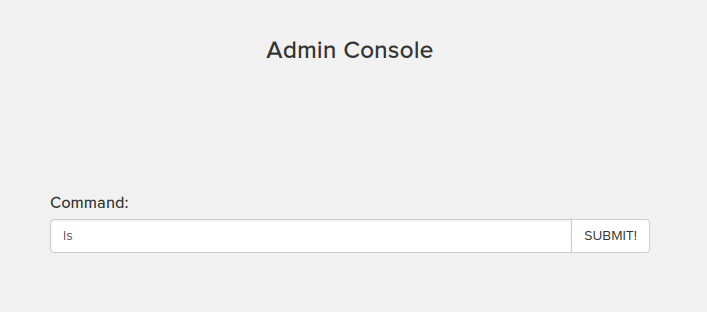 Admin Console
Command:
ls
SUBMIT!